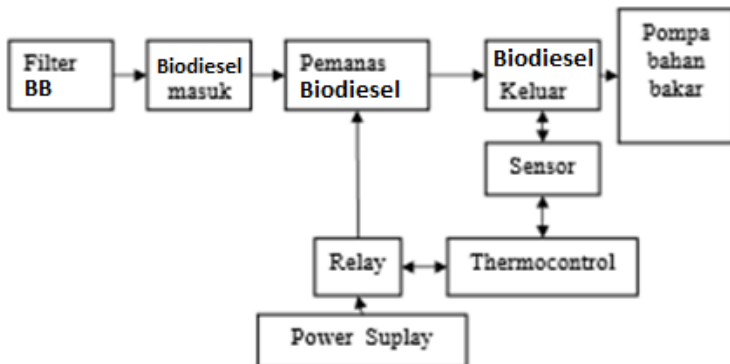 Filter
BB
Biodiesel
masuk
Pemanas
Biodiesel
Biodiesel
Keluar
Pompa
bahan
bakar
Sensor
Relay
Thermocontrol
Power Suplay